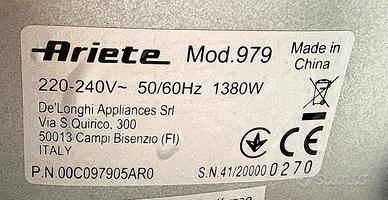 Ariete Mod.979 Made in China
220-240V~ 50/60Hz 1380W
De'Longhi Appliances Srl
Via S.Quirico, 300
50013 Campi Bisenzio (FI)
ITALY
CE
P.N.00C097905AR0 S.N.41/20000 0270